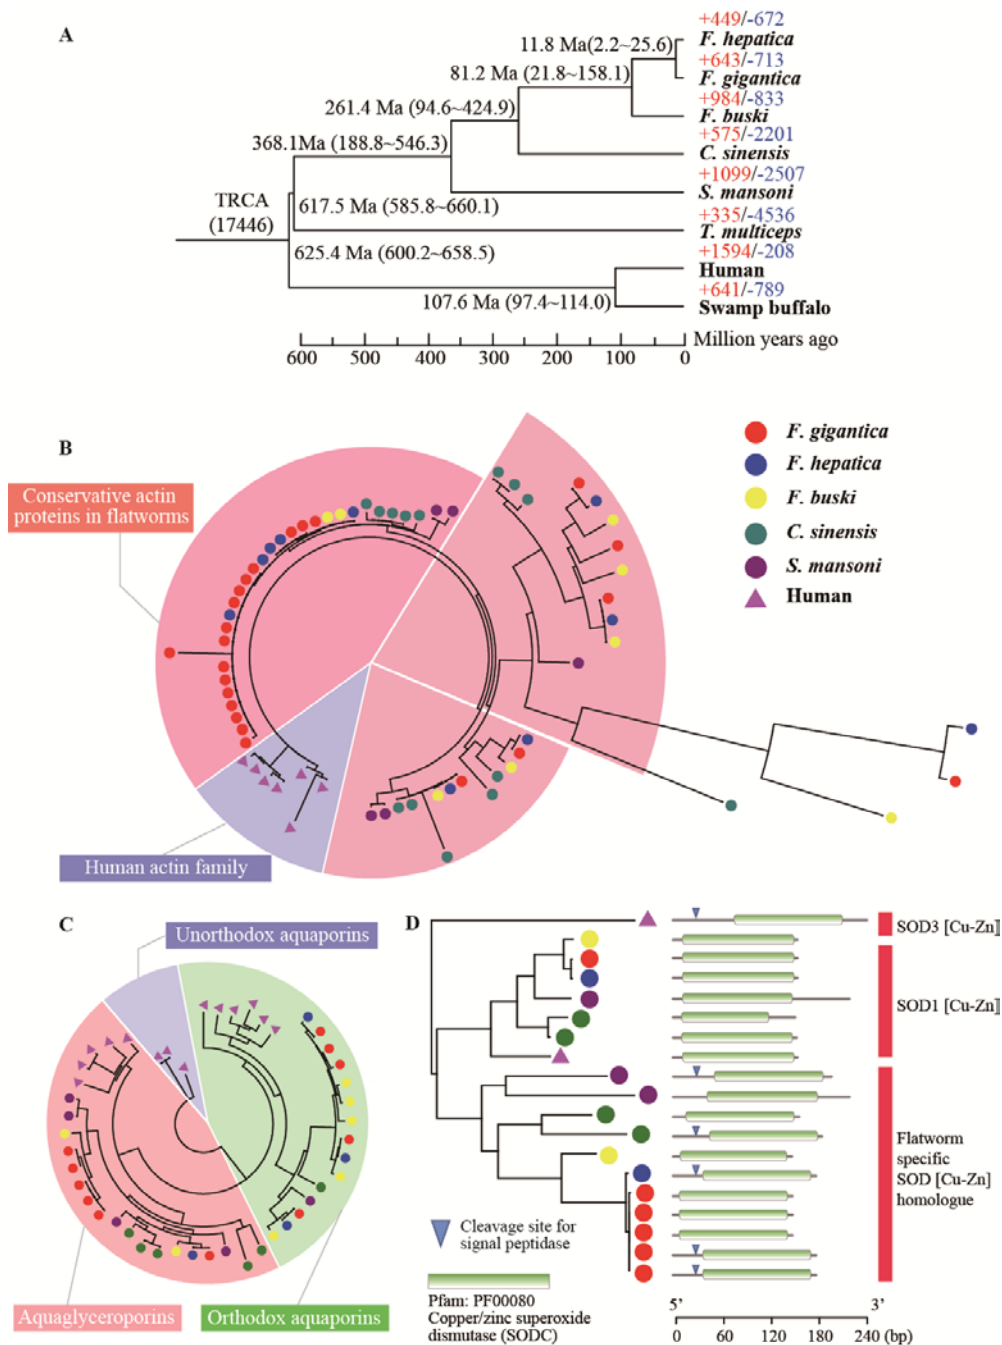 A
+449/-672
11.8 Ma(2.2~25.6)
F. hepatica
+643/-713
81.2 Ma (21.8~158.1)
F. gigantica
+984/-833
261.4 Ma (94.6~424.9)
F. buski
+575/-2201
368.1Ma (188.8~546.3)
C. sinensis
+1099/-2507
S. mansoni
TRCA
(17446)
617.5 Ma (585.8~660.1)
+335/-4536
T. multiceps
625.4 Ma (600.2~658.5)
+1594/-208
Human
+641/-789
107.6 Ma (97.4~114.0)
Swamp buffalo
Million years ago
600 500 400 300 200 100 0
B
F. gigantica
F. hepatica
F. buski
C. sinensis
S. mansoni
Human
Conservative actin
proteins in flatworms
Human actin family
C
Unorthodox aquaporins
Aquaglyceroporins
Orthodox aquaporins
D
SOD3 [Cu-Zn]
SOD1 [Cu-Zn]
Flatworm
specific
SOD [Cu-Zn]
homologue
Cleavage site for
signal peptidase
Pfam: PF00080
Copper/zinc superoxide
dismutase (SODC)
5’ 3’
0 60 120 180 240 (bp)